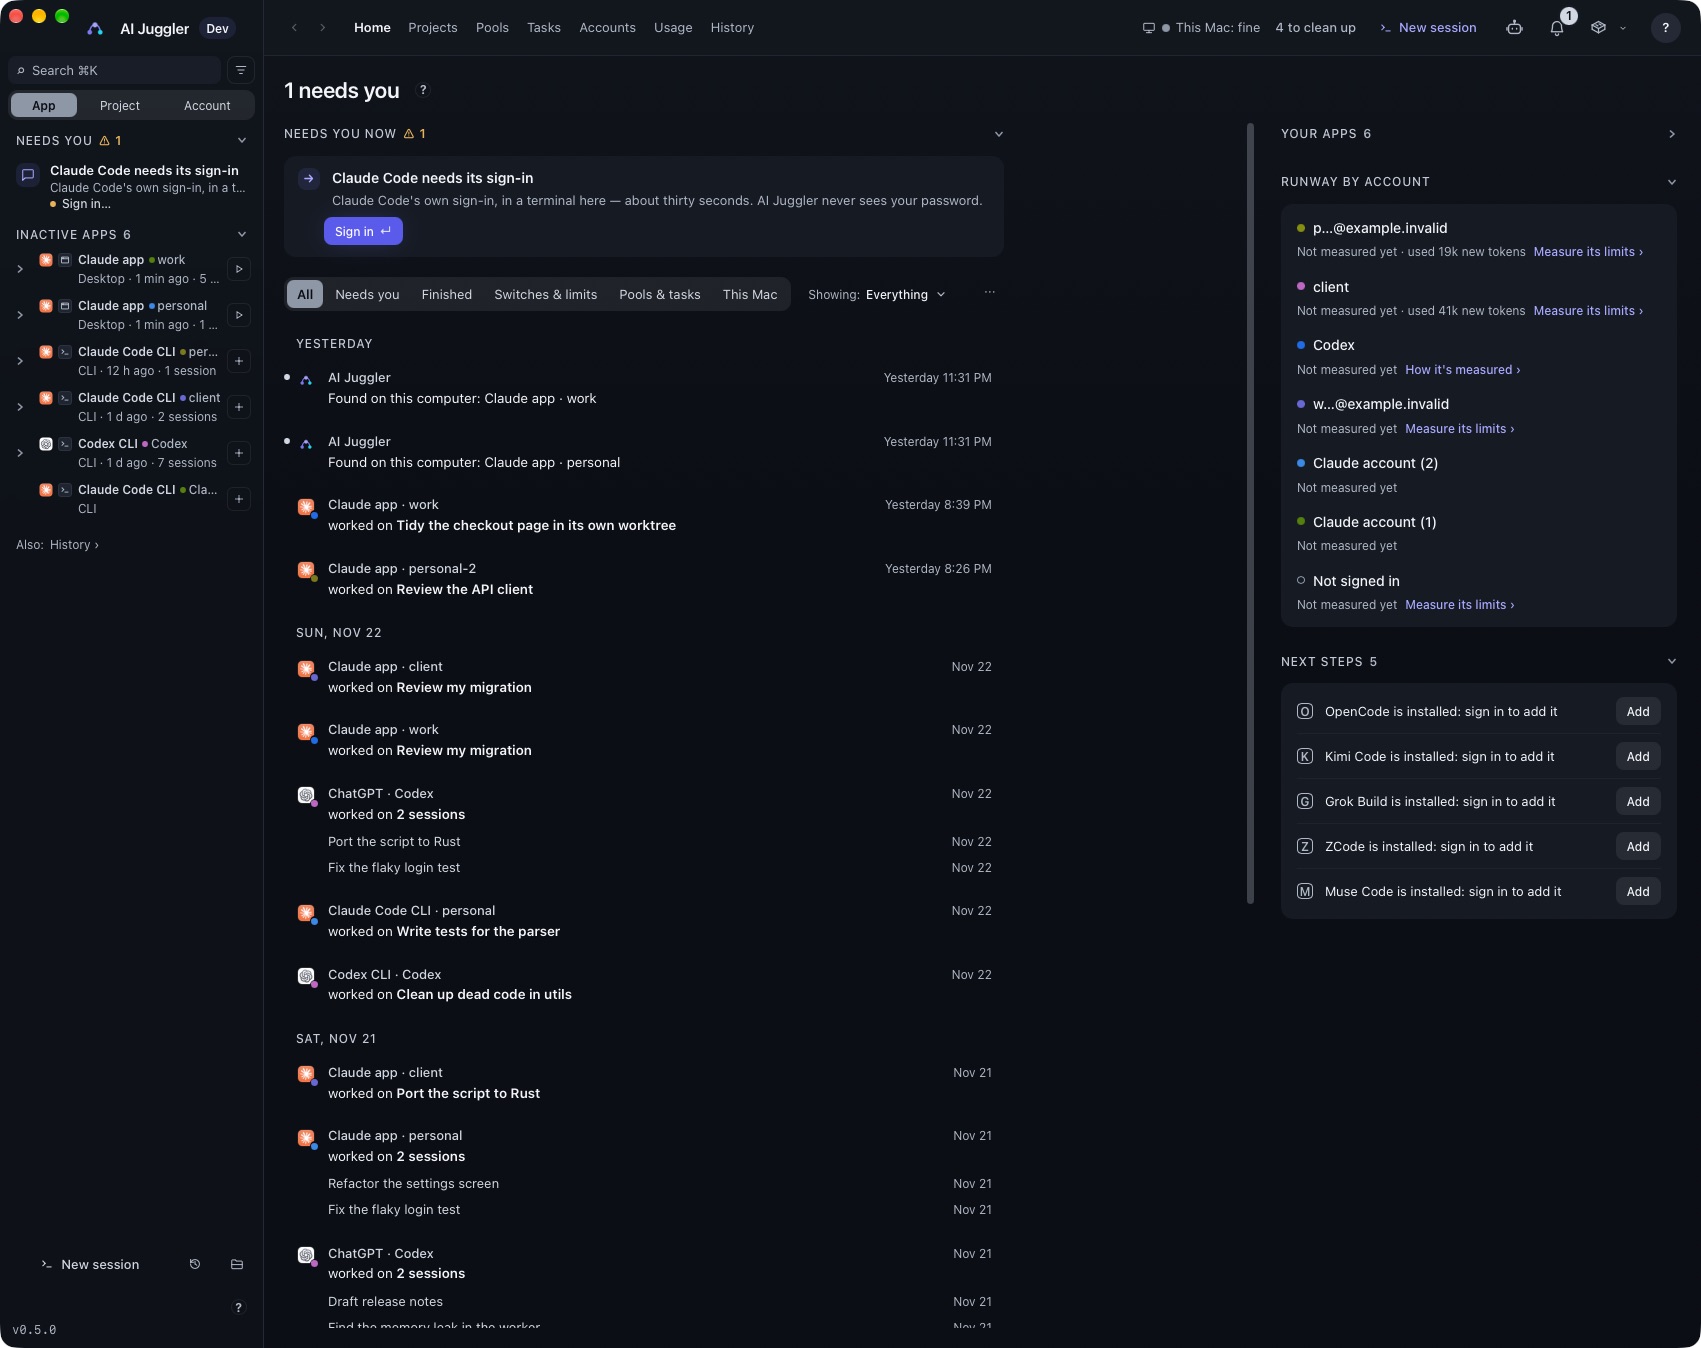 AI Juggler Dev
Search ⌘K
App Project Account
NEEDS YOU 1
Claude Code needs its sign-in
Claude Code's own sign-in, in a t...
Sign in...
INACTIVE APPS 6
Claude app work
Desktop · 1 min ago · 5 ...
Claude app personal
Desktop · 1 min ago · 1 ...
Claude Code CLI per...
CLI · 12 h ago · 1 session
Claude Code CLI client
CLI · 1 d ago · 2 sessions
Codex CLI Codex
CLI · 1 d ago · 7 sessions
Claude Code CLI Cla...
CLI
Also: History ›
New session
?
v0.5.0
Home Projects Pools Tasks Accounts Usage History
This Mac: fine 4 to clean up New session 1 ?
1 needs you ?
NEEDS YOU NOW 1
Claude Code needs its sign-in
Claude Code's own sign-in, in a terminal here — about thirty seconds. AI Juggler never sees your password.
Sign in ↵
All Needs you Finished Switches & limits Pools & tasks This Mac Showing: Everything ...
YESTERDAY
AI Juggler Yesterday 11:31 PM
Found on this computer: Claude app · work
AI Juggler Yesterday 11:31 PM
Found on this computer: Claude app · personal
Claude app · work Yesterday 8:39 PM
worked on Tidy the checkout page in its own worktree
Claude app · personal-2 Yesterday 8:26 PM
worked on Review the API client
SUN, NOV 22
Claude app · client Nov 22
worked on Review my migration
Claude app · work Nov 22
worked on Review my migration
ChatGPT · Codex Nov 22
worked on 2 sessions
Port the script to Rust Nov 22
Fix the flaky login test Nov 22
Claude Code CLI · personal Nov 22
worked on Write tests for the parser
Codex CLI · Codex Nov 22
worked on Clean up dead code in utils
SAT, NOV 21
Claude app · client Nov 21
worked on Port the script to Rust
Claude app · personal Nov 21
worked on 2 sessions
Refactor the settings screen Nov 21
Fix the flaky login test Nov 21
ChatGPT · Codex Nov 21
worked on 2 sessions
Draft release notes Nov 21
Find the memory leak in the worker Nov 21
YOUR APPS 6
RUNWAY BY ACCOUNT
p...@example.invalid
Not measured yet · used 19k new tokens Measure its limits ›
client
Not measured yet · used 41k new tokens Measure its limits ›
Codex
Not measured yet How it's measured ›
w...@example.invalid
Not measured yet Measure its limits ›
Claude account (2)
Not measured yet
Claude account (1)
Not measured yet
Not signed in
Not measured yet Measure its limits ›
NEXT STEPS 5
O OpenCode is installed: sign in to add it Add
K Kimi Code is installed: sign in to add it Add
G Grok Build is installed: sign in to add it Add
Z ZCode is installed: sign in to add it Add
M Muse Code is installed: sign in to add it Add